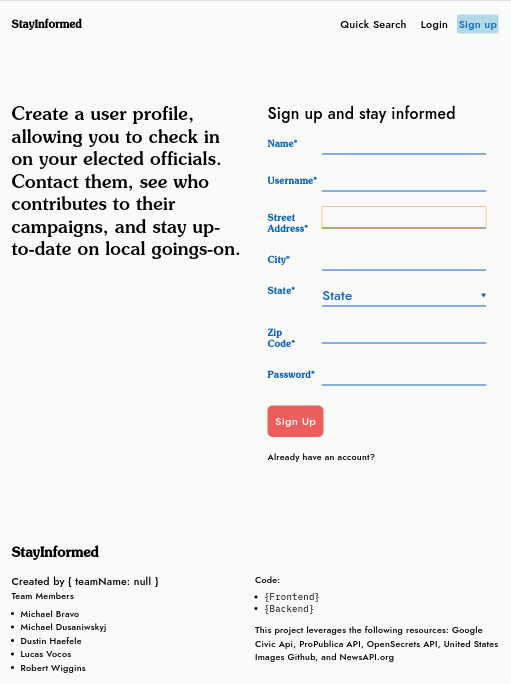 StayInformed
Quick Search Login Sign up
Create a user profile,
allowing you to check in
on your elected officials.
Contact them, see who
contributes to their
campaigns, and stay up-
to-date on local goings-on.
Sign up and stay informed
Name*
Username*
Street
Address*
City*
State*
State
Zip
Code*
Password*
Sign Up
Already have an account?
StayInformed
Created by { teamName: null }
Team Members
Michael Bravo
Michael Dusaniwskyj
Dustin Haefele
Lucas Vocos
Robert Wiggins
Code:
{Frontend}
{Backend}
This project leverages the following resources: Google
Civic Api, ProPublica API, OpenSecrets API, United States
Images Github, and NewsAPI.org